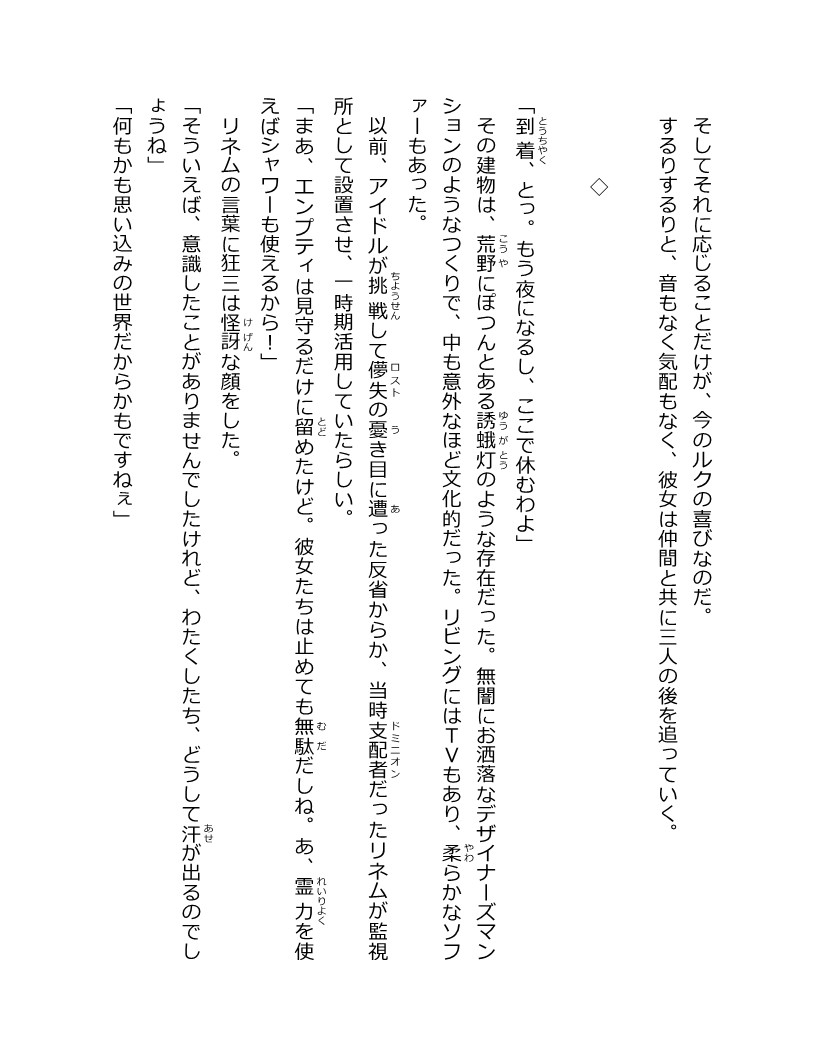 そしてそれに応じることだけが、今のルクの喜びなのだ。
するりするりと、音もなく気配もなく、彼女は仲間と共に三人の後を追っていく。
◇
「到着、とっ。もう夜になるし、ここで休むわよ」
その建物は、荒野にぽつんとある誘蛾灯のような存在だった。無闇にお洒落なデザイナーズマン
ションのようなつくりで、中も意外なほど文化的だった。リビングにはTVもあり、柔らかなソフ
ァーもあった。
以前、アイドルが挑戦して儚失の憂き目に遭った反省からか、当時支配者だったリネムが監視
所として設置させ、一時期活用していたらしい。
「まあ、エンプティは見守るだけに留めたけど。彼女たちは止めても無駄だしね。あ、霊力を使
えばシャワーも使えるから！」
リネムの言葉に狂三は怪訝な顔をした。
「そういえば、意識したことがありませんでしたけれど、わたくしたち、どうして汗が出るのでし
ょうね」
「何もかも思い込みの世界だからかもですねぇ」